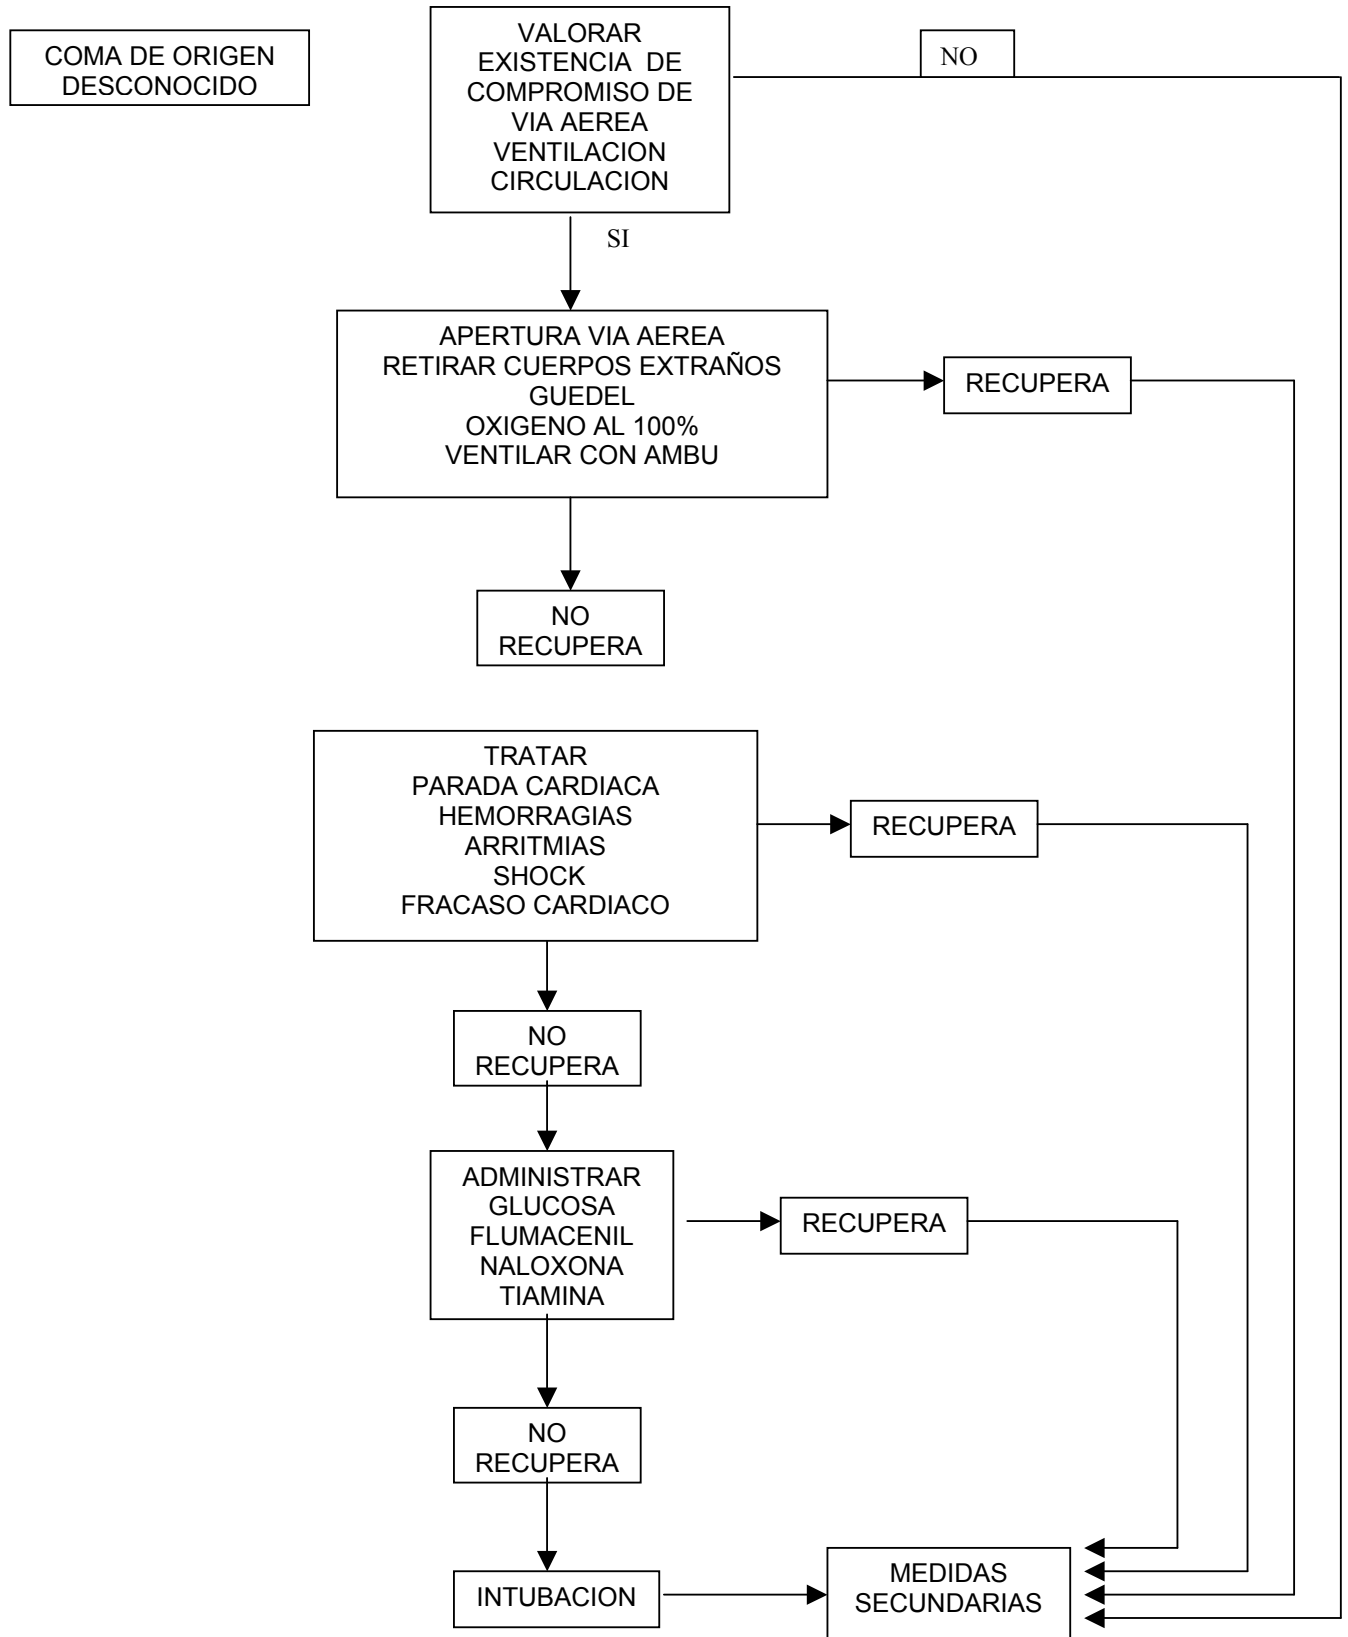 COMA DE ORIGEN
DESCONOCIDO
VALORAR
EXISTENCIA DE
COMPROMISO DE
VIA AEREA
VENTILACION
CIRCULACION
NO
SI
APERTURA VIA AEREA
RETIRAR CUERPOS EXTRAÑOS
GUEDEL
OXIGENO AL 100%
VENTILAR CON AMBU
RECUPERA
NO
RECUPERA
TRATAR
PARADA CARDIACA
HEMORRAGIAS
ARRITMIAS
SHOCK
FRACASO CARDIACO
RECUPERA
NO
RECUPERA
ADMINISTRAR
GLUCOSA
FLUMACENIL
NALOXONA
TIAMINA
RECUPERA
NO
RECUPERA
INTUBACION
MEDIDAS
SECUNDARIAS